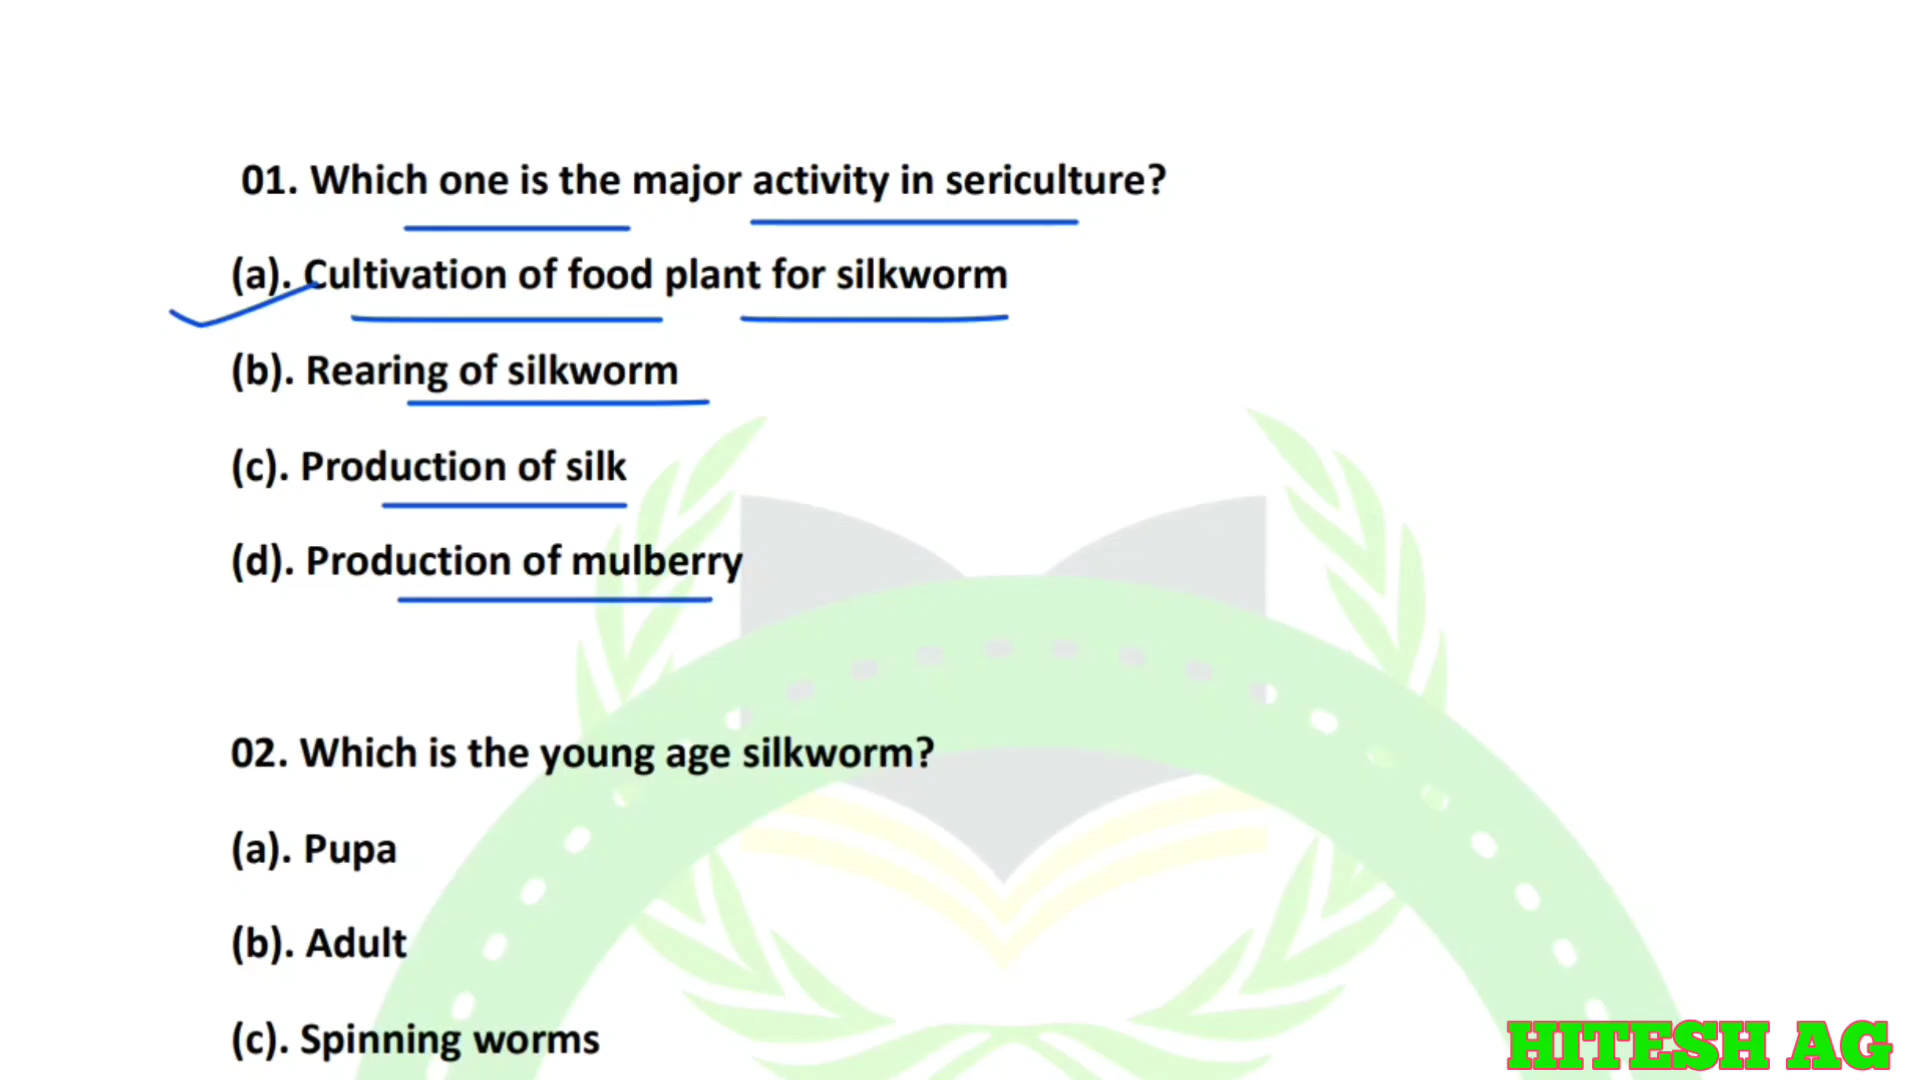 01. Which one is the major activity in sericulture?
(a). Cultivation of food plant for silkworm
(b). Rearing of silkworm
(c). Production of silk
(d). Production of mulberry
02. Which is the young age silkworm?
(a). Pupa
(b). Adult
(c). Spinning worms
HITESH AG